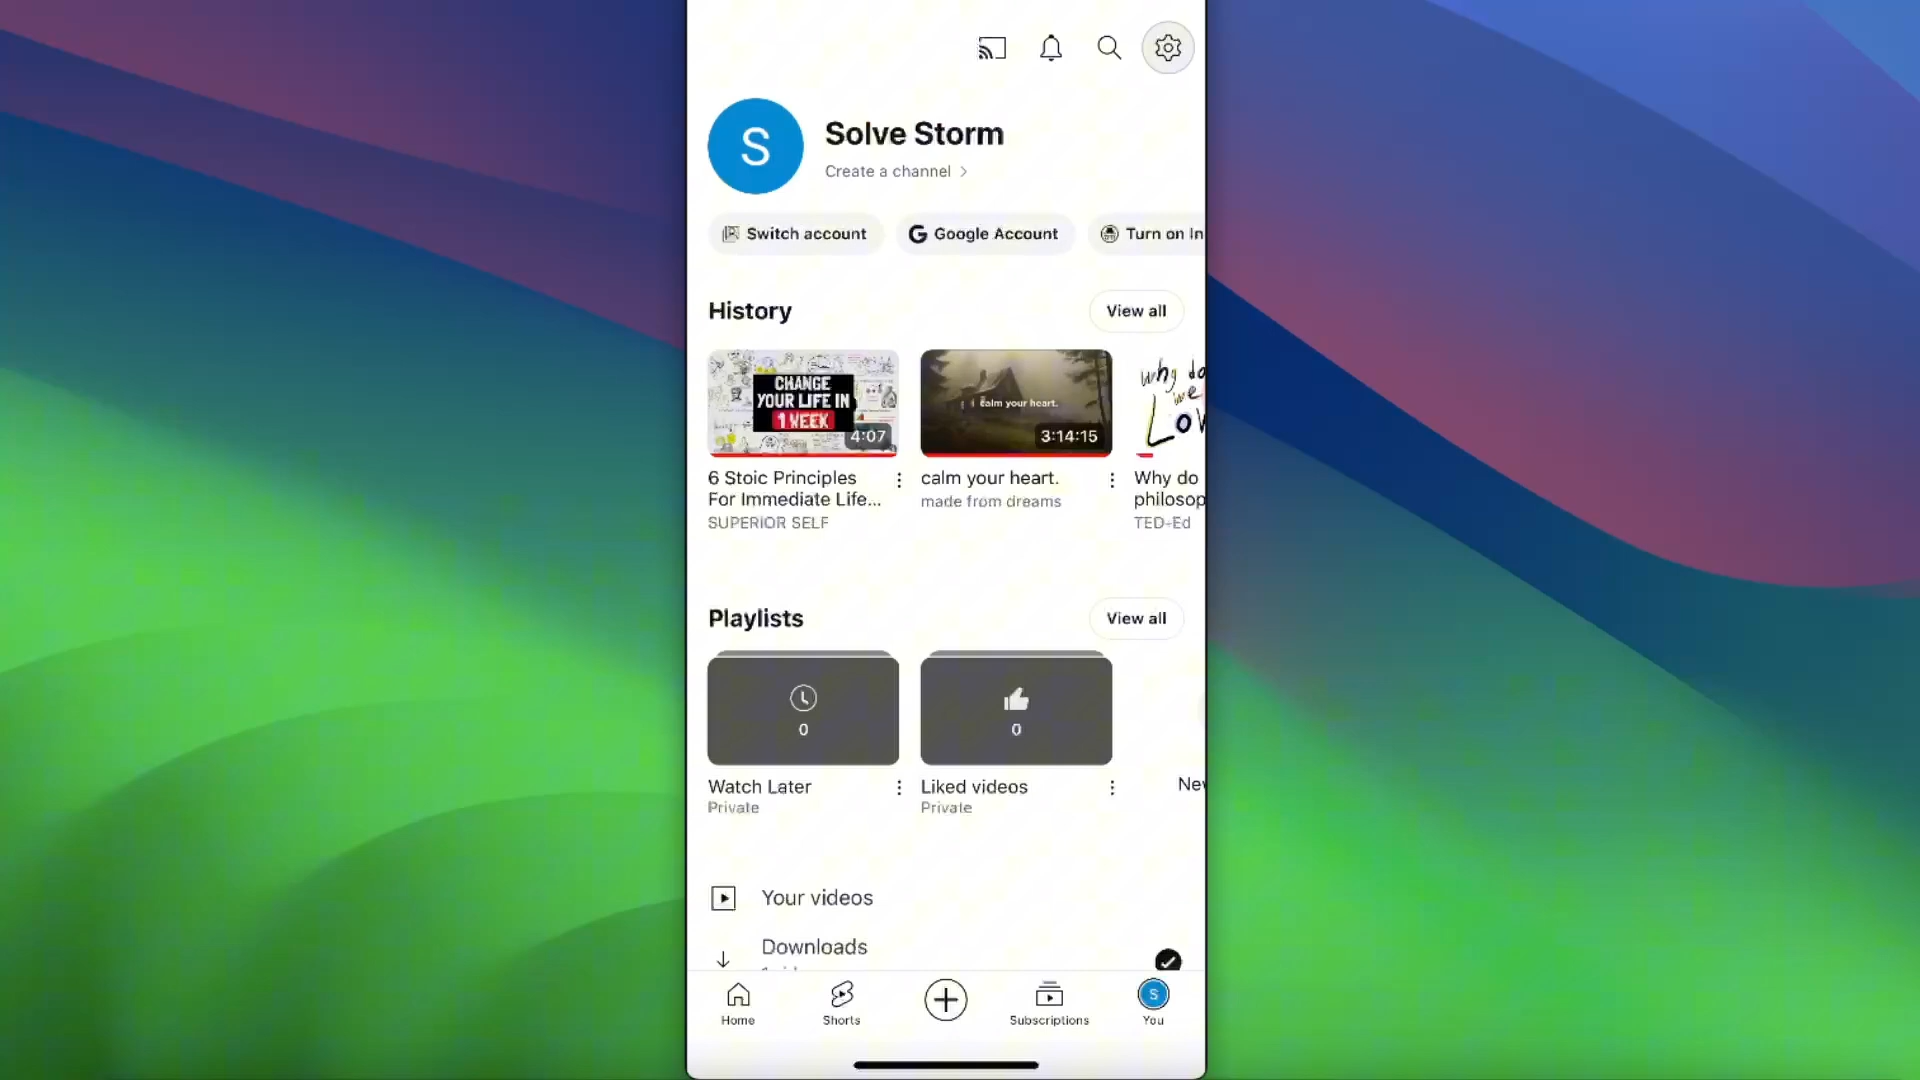 S
Solve Storm
Create a channel
Switch account
Google Account
Turn on In
History
View all
CHANGE
YOUR LIFE IN
1 WEEK
4:07
calm your heart.
3:14:15
why do
we
Lov
6 Stoic Principles
For Immediate Life...
SUPERIOR SELF
calm your heart.
made from dreams
Why do
philosop
TED-Ed
Playlists
View all
0
0
Watch Later
Private
Liked videos
Private
New
Your videos
Downloads
Home
Shorts
Subscriptions
S
You